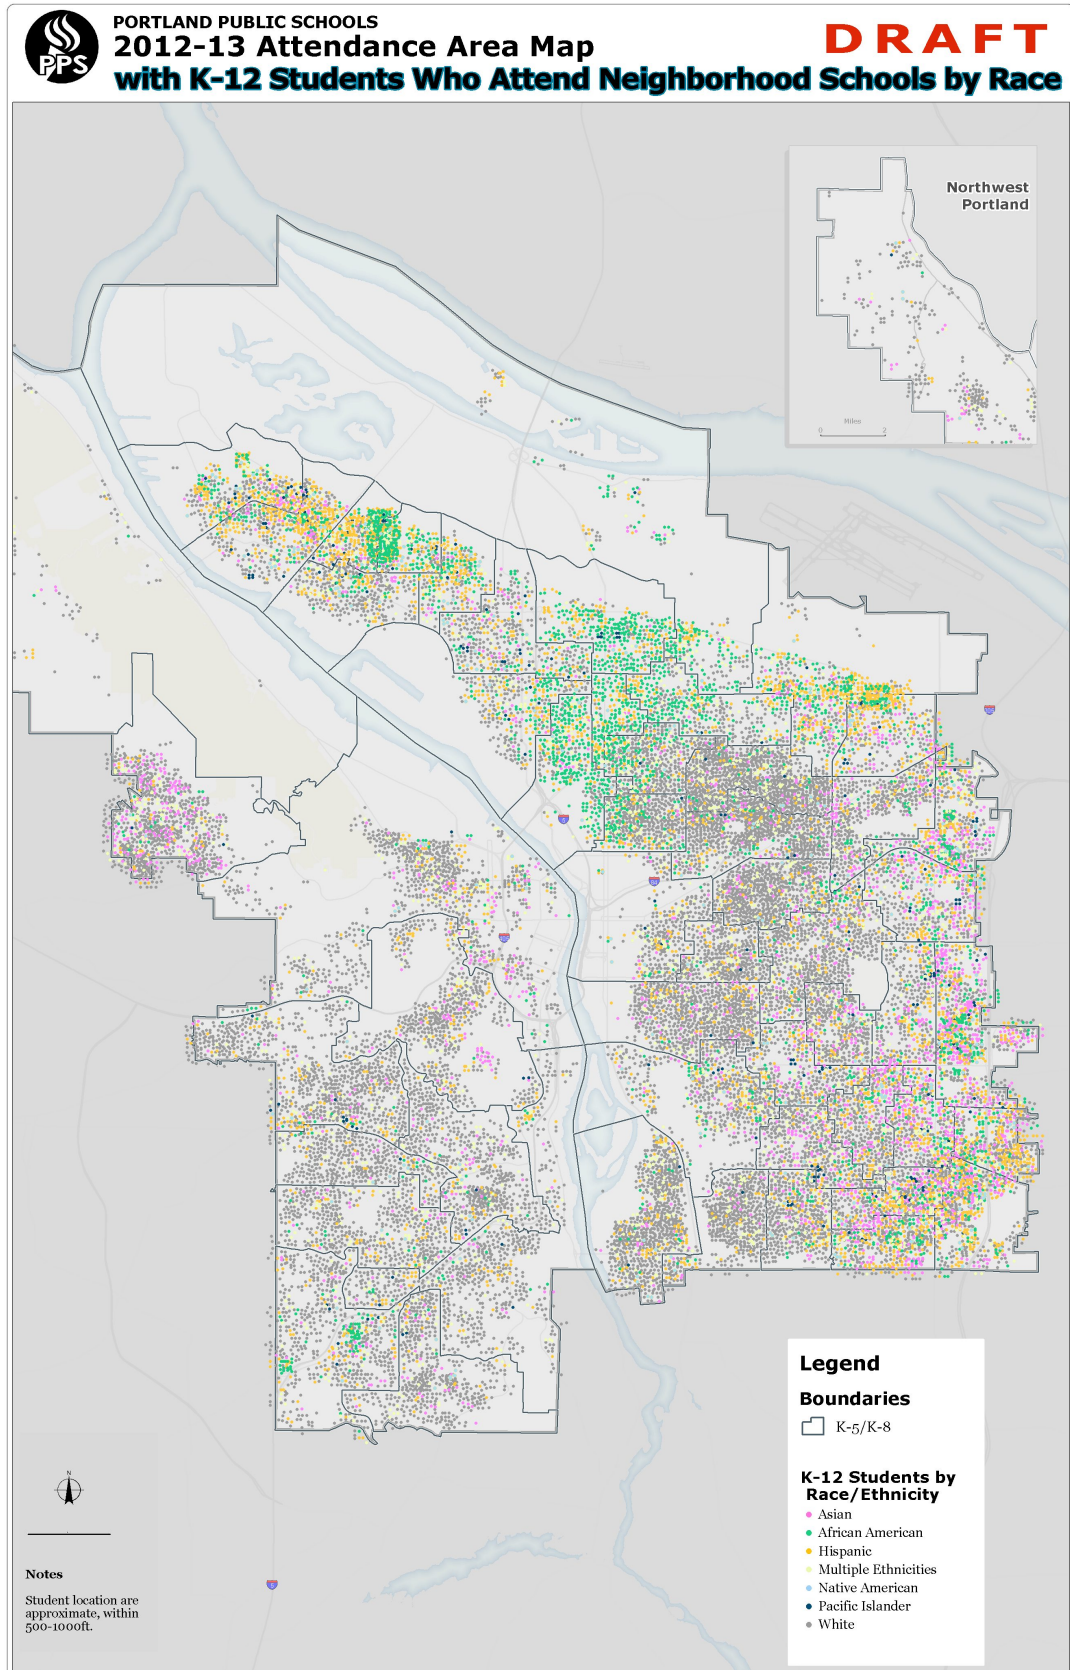 PPS
PORTLAND PUBLIC SCHOOLS
2012-13 Attendance Area Map
with K-12 Students Who Attend Neighborhood Schools by Race
DRAFT
Northwest
Portland
Miles
0 2
Legend
Boundaries
K-5/K-8
K-12 Students by
Race/Ethnicity
Asian
African American
Hispanic
Multiple Ethnicities
Native American
Pacific Islander
White
N
Notes
Student location are
approximate, within
500-1000ft.